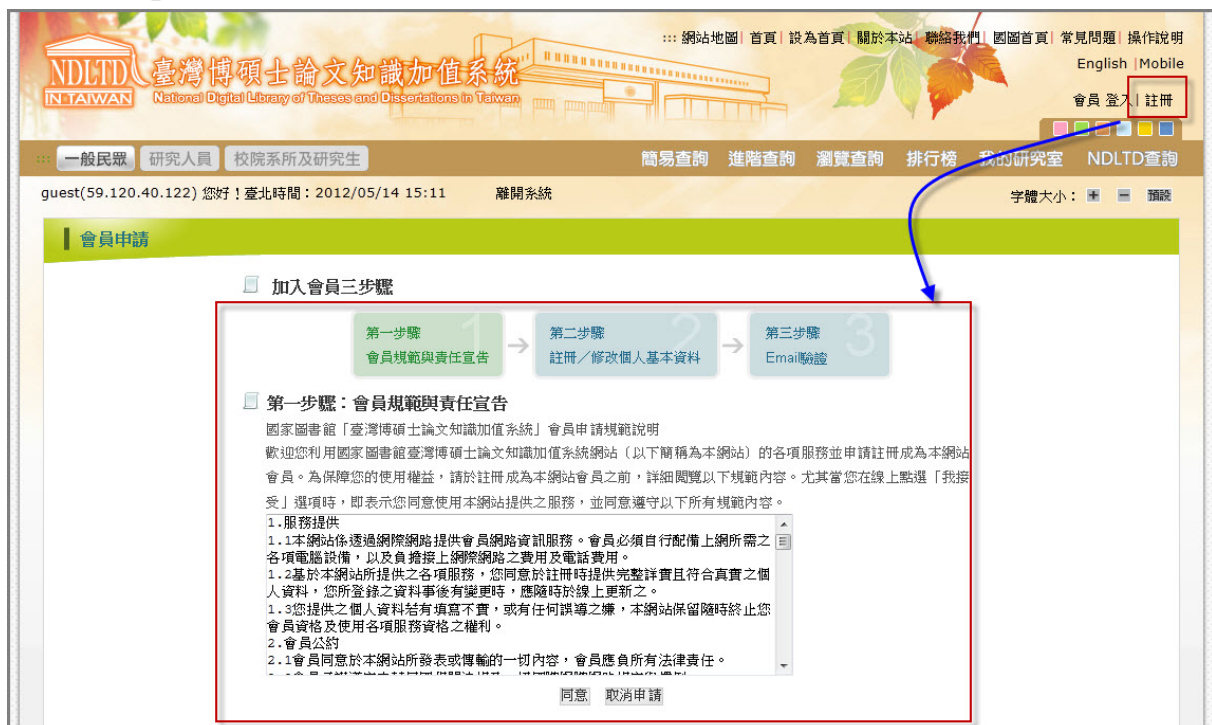 ::: 網站地圖| 首頁| 設為首頁| 關於本站| 聯絡我們| 國圖首頁| 常見問題| 操作說明
English |Mobile
會員 登入| 註冊
NDLTD
IN TAIWAN
臺灣博碩士論文知識加值系統
National Digital Library of Theses and Dissertations in Taiwan
::: 一般民眾 研究人員 校院系所及研究生 簡易查詢 進階查詢 瀏覽查詢 排行榜 我的研究室 NDLTD查詢
guest(59.120.40.122) 您好！臺北時間：2012/05/14 15:11 離開系統 字體大小： + - 預設
會員申請
加入會員三步驟
第一步驟 1 第二步驟 2 第三步驟 3
會員規範與責任宣告 → 註冊／修改個人基本資料 → Email驗證
第一步驟：會員規範與責任宣告
國家圖書館「臺灣博碩士論文知識加值系統」會員申請規範說明
歡迎您利用國家圖書館臺灣博碩士論文知識加值系統網站（以下簡稱為本網站）的各項服務並申請註冊成為本網站
會員。為保障您的使用權益，請於註冊成為本網站會員之前，詳細閱覽以下規範內容。尤其當您在線上點選「我接
受」選項時，即表示您同意使用本網站提供之服務，並同意遵守以下所有規範內容。
1.服務提供
1.1本網站係透過網際網路提供會員網路資訊服務。會員必須自行配備上網所需之
各項電腦設備，以及負擔接上網際網路之費用及電話費用。
1.2基於本網站所提供之各項服務，您同意於註冊時提供完整詳實且符合真實之個
人資料，您所登錄之資料事後有變更時，應隨時於線上更新之。
1.3您提供之個人資料若有填寫不實，或有任何誤導之嫌，本網站保留隨時終止您
會員資格及使用各項服務資格之權利。
2.會員公約
2.1會員同意於本網站所發表或傳輸的一切內容，會員應負所有法律責任。
同意 取消申請